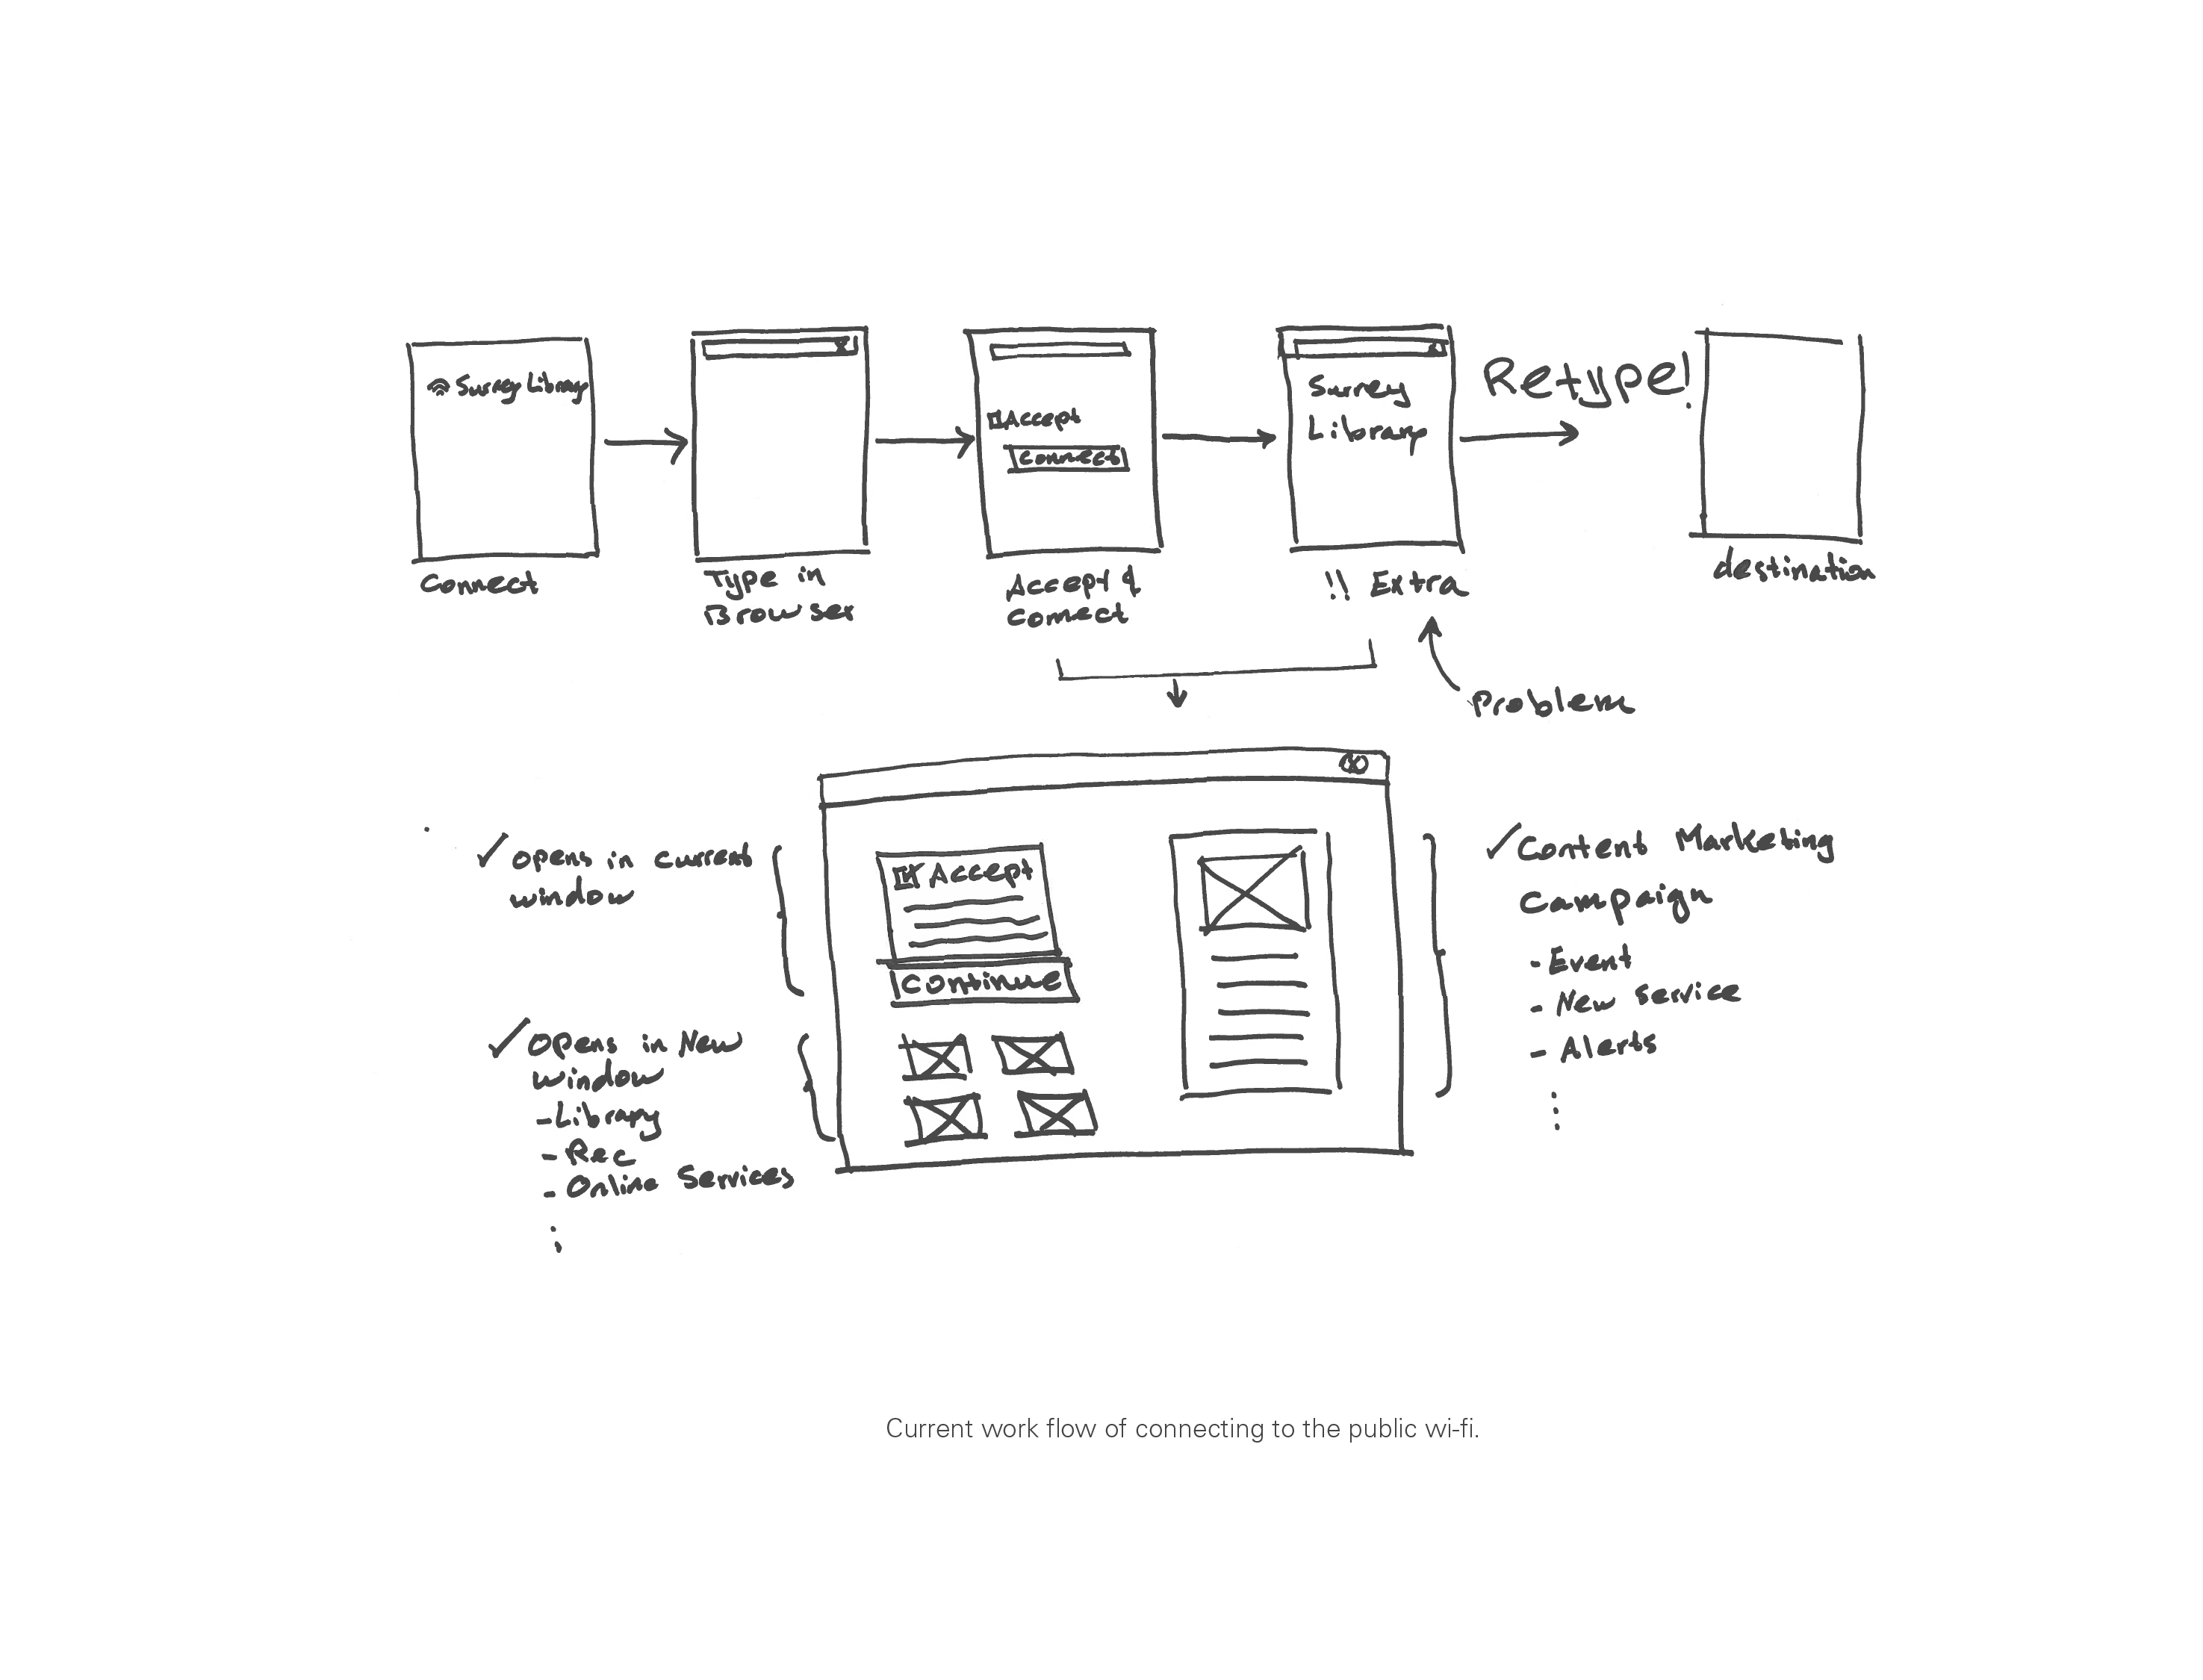 Surrey Library
Accept
Connect
Surrey
Library
Retype!
Connect
Type in
Browser
Accept &
Connect
!! Extra
destination
Problem
✓ Opens in current
window
✓ Opens in New
window
- Library
- Rec
- Online Services
⋮
Accept
Continue
✓ Content Marketing
Campaign
- Event
- New Service
- Alerts
⋮
Current work flow of connecting to the public wi-fi.